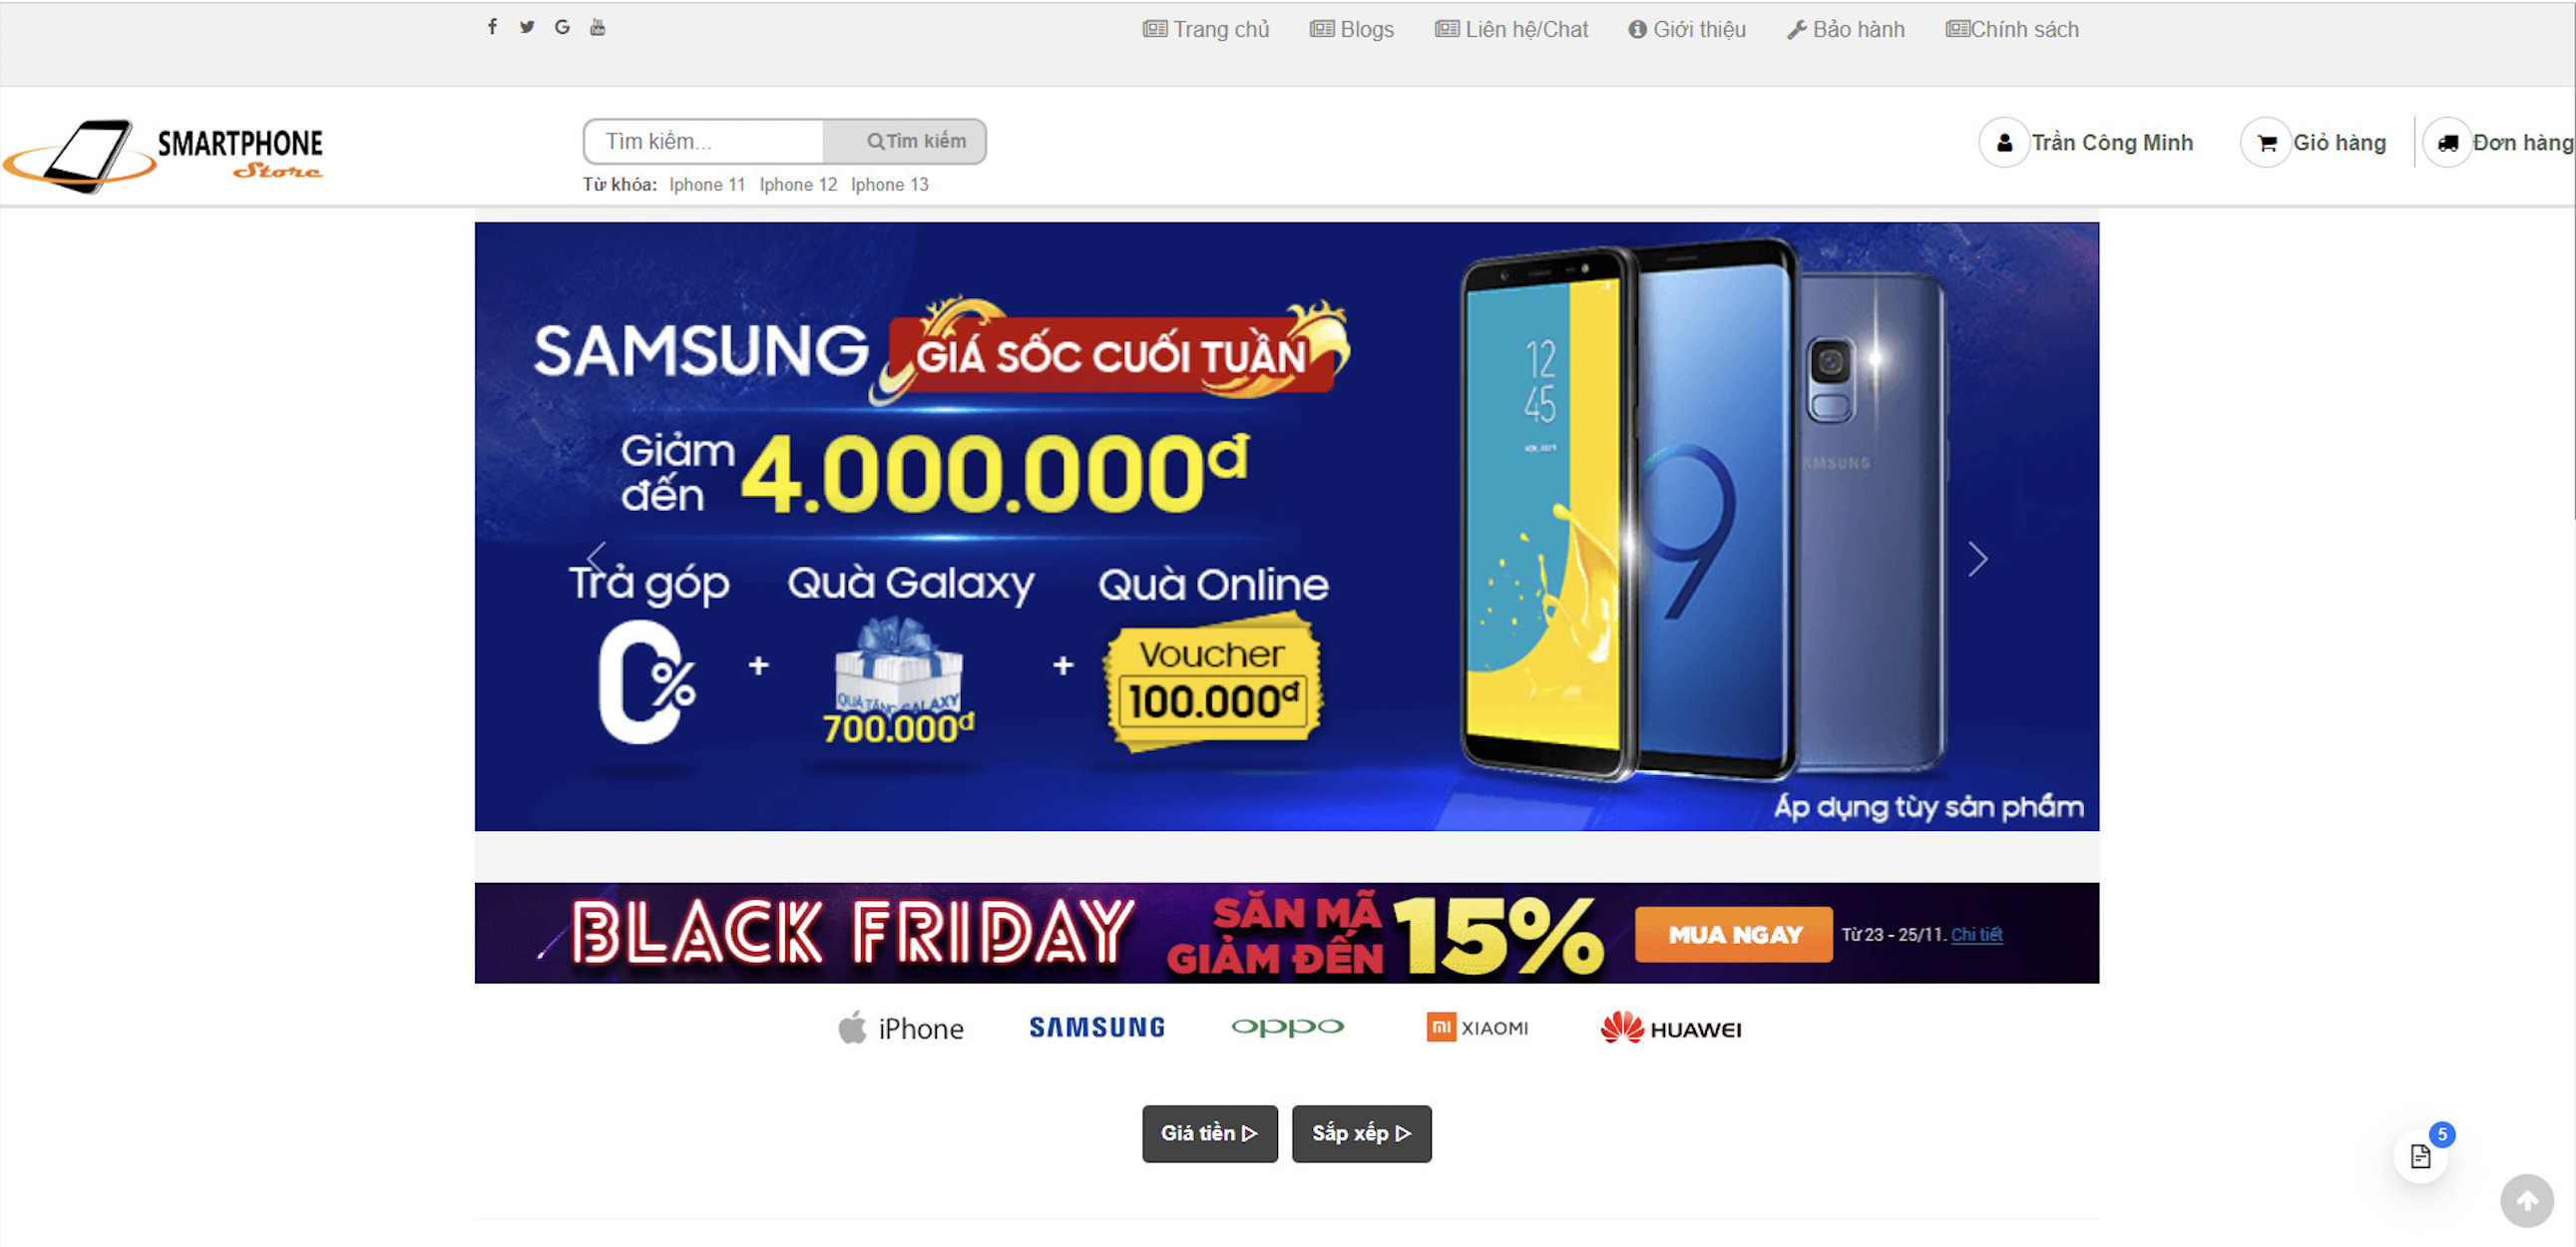 Trang chủ Blogs Liên hệ/Chat Giới thiệu Bảo hành Chính sách
SMARTPHONE
Store
Tìm kiếm...
Tìm kiếm
Từ khóa: Iphone 11 Iphone 12 Iphone 13
Trần Công Minh
Giỏ hàng
Đơn hàng
SAMSUNG GIÁ SỐC CUỐI TUẦN
Giảm đến 4.000.000đ
Trả góp
0%
+
Quà Galaxy
QUÀ TẶNG GALAXY
700.000đ
+
Quà Online
Voucher
100.000đ
12
45
9
SAMSUNG
Áp dụng tùy sản phẩm
BLACK FRIDAY
SĂN MÃ
GIẢM ĐẾN
15%
MUA NGAY
Từ 23 - 25/11. Chi tiết
iPhone SAMSUNG oppo mi XIAOMI HUAWEI
Giá tiền Sắp xếp
5